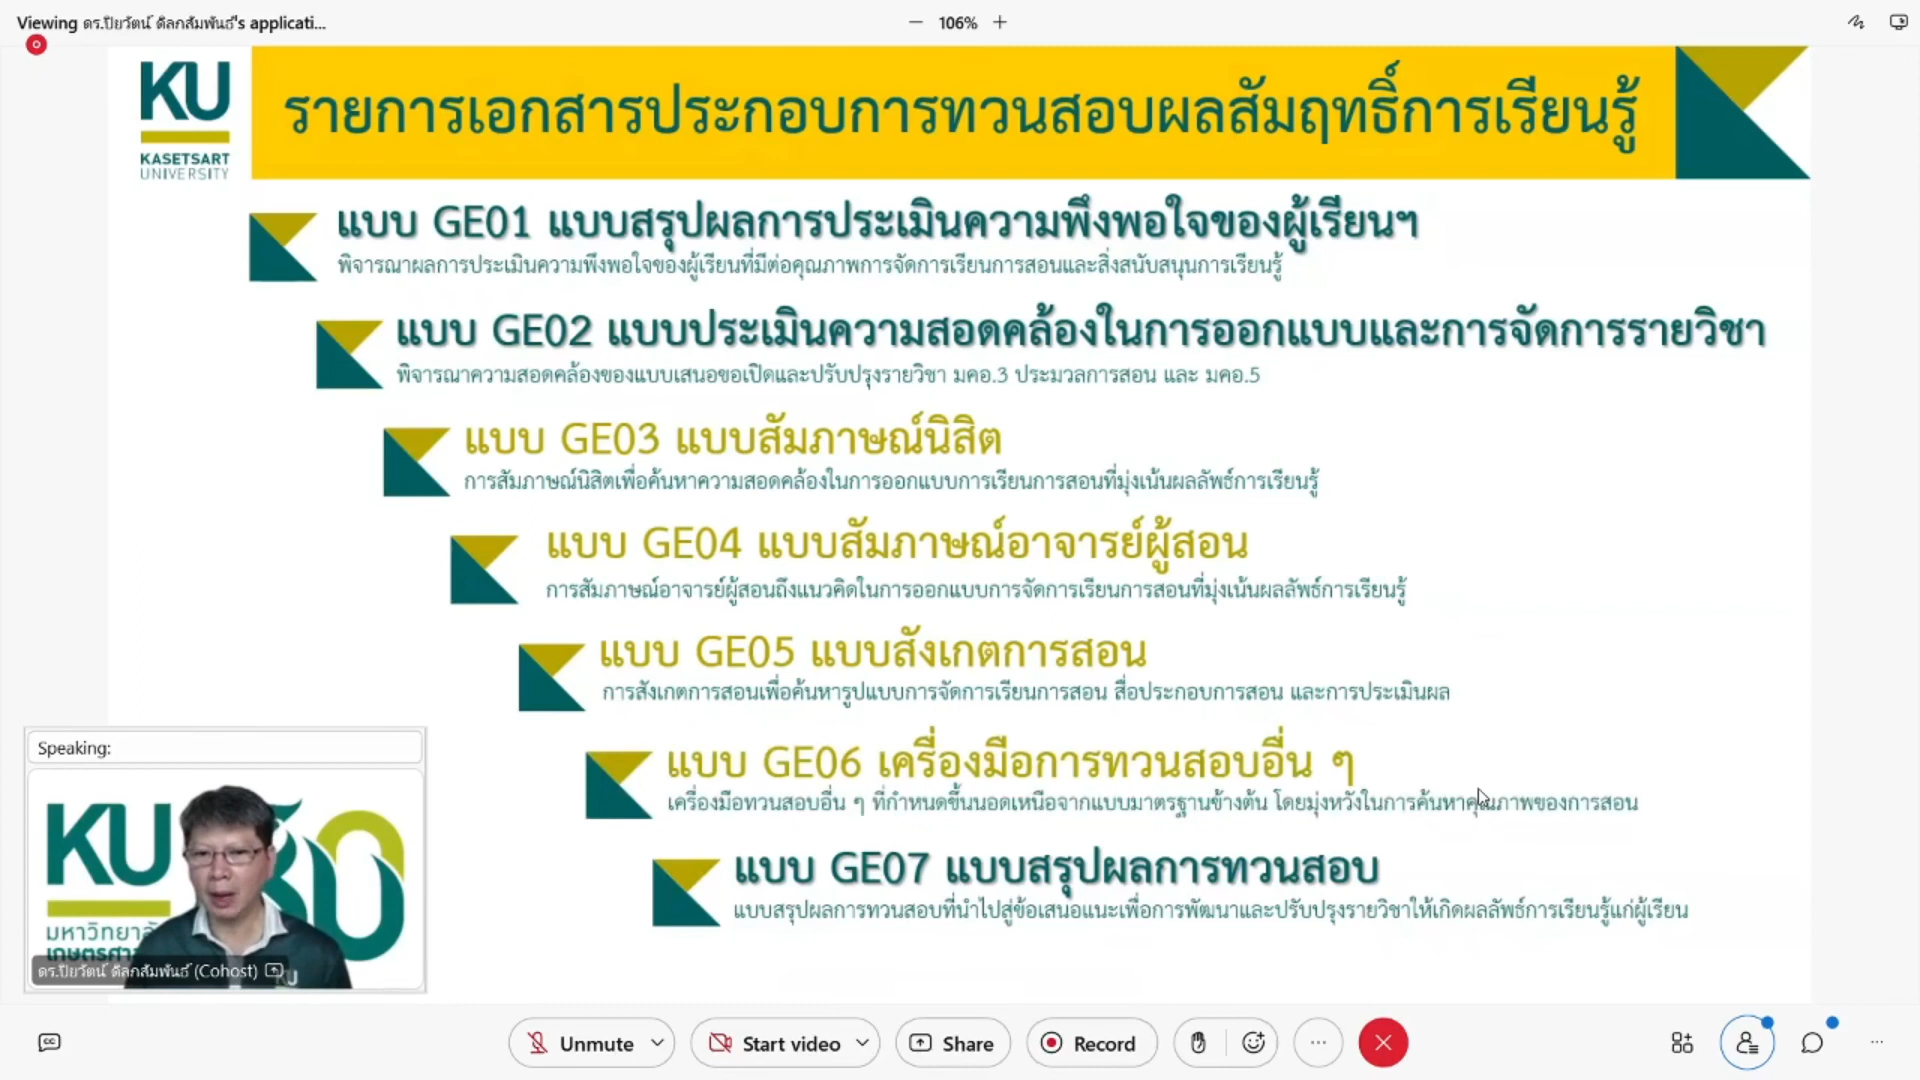 Viewing ดร.ปิยวัตน์ ดิลกสัมพันธ์'s applicati...
106%
KU
KASETSART
UNIVERSITY
รายการเอกสารประกอบการทวนสอบผลสัมฤทธิ์การเรียนรู้
แบบ GE01 แบบสรุปผลการประเมินความพึงพอใจของผู้เรียนฯ
พิจารณาผลการประเมินความพึงพอใจของผู้เรียนที่มีต่อคุณภาพการจัดการเรียนการสอนและสิ่งสนับสนุนการเรียนรู้
แบบ GE02 แบบประเมินความสอดคล้องในการออกแบบและการจัดการรายวิชา
พิจารณาความสอดคล้องของแบบเสนอขอเปิดและปรับปรุงรายวิชา มคอ.3 ประมวลการสอน และ มคอ.5
แบบ GE03 แบบสัมภาษณ์นิสิต
การสัมภาษณ์นิสิตเพื่อค้นหาความสอดคล้องในการออกแบบการเรียนการสอนที่มุ่งเน้นผลลัพธ์การเรียนรู้
แบบ GE04 แบบสัมภาษณ์อาจารย์ผู้สอน
การสัมภาษณ์อาจารย์ผู้สอนถึงแนวคิดในการออกแบบการจัดการเรียนการสอนที่มุ่งเน้นผลลัพธ์การเรียนรู้
แบบ GE05 แบบสังเกตการสอน
การสังเกตการสอนเพื่อค้นหารูปแบบการจัดการเรียนการสอน สื่อประกอบการสอน และการประเมินผล
แบบ GE06 เครื่องมือการทวนสอบอื่น ๆ
เครื่องมือทวนสอบอื่น ๆ ที่กำหนดขึ้นนอดเหนือจากแบบมาตรฐานข้างต้น โดยมุ่งหวังในการค้นหาคุณภาพของการสอน
แบบ GE07 แบบสรุปผลการทวนสอบ
แบบสรุปผลการทวนสอบที่นำไปสู่ข้อเสนอแนะเพื่อการพัฒนาและปรับปรุงรายวิชาให้เกิดผลลัพธ์การเรียนรู้แก่ผู้เรียน
Speaking:
KU 80
มหาวิทยาลั
เกษตรศา
ดร.ปิยวัตน์ ดิลกสัมพันธ์ (Cohost)
KU
Unmute
Start video
Share
Record